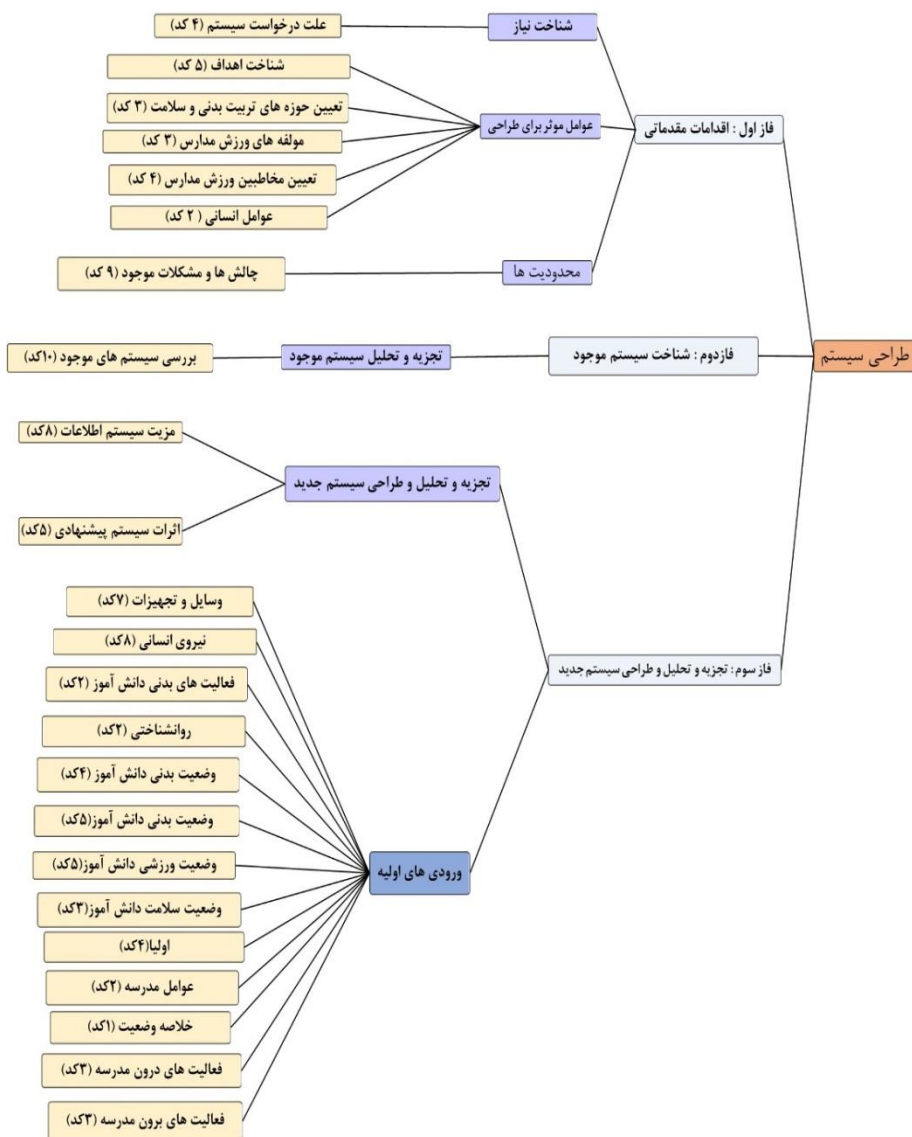 طراحی سیستم
فاز اول : اقدامات مقدماتی
شناخت نیاز
علت درخواست سیستم (۴ کد)
عوامل موثر برای طراحی
شناخت اهداف (۵ کد)
تعیین حوزه های تربیت بدنی و سلامت (۳ کد)
مولفه های ورزش مدارس (۳ کد)
تعیین مخاطبین ورزش مدارس (۴ کد)
عوامل انسانی ( ۲ کد)
محدودیت ها
چالش ها و مشکلات موجود (۹ کد)
فازدوم : شناخت سیستم موجود
تجزیه و تحلیل سیستم موجود
بررسی سیستم های موجود (۱۰کد)
فاز سوم : تجزیه و تحلیل و طراحی سیستم جدید
تجزیه و تحلیل و طراحی سیستم جدید
مزیت سیستم اطلاعات (۸کد)
اثرات سیستم پیشنهادی (۵کد)
ورودی های اولیه
وسایل و تجهیزات (۷کد)
نیروی انسانی (۸کد)
فعالیت های بدنی دانش آموز (۲کد)
روانشناختی (۲کد)
وضعیت بدنی دانش آموز (۴کد)
وضعیت بدنی دانش آموز(۵کد)
وضعیت ورزشی دانش آموز(۵کد)
وضعیت سلامت دانش آموز(۳کد)
اولیا(۴کد)
عوامل مدرسه (۲کد)
خلاصه وضعیت (۱کد)
فعالیت های درون مدرسه (۳کد)
فعالیت های برون مدرسه (۳کد)